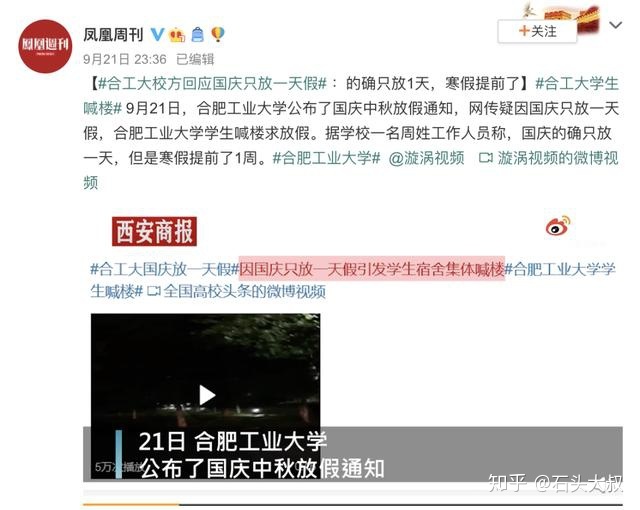 凤凰周刊
9月21日 23:36 已编辑
+关注
鳳凰週刊
【#合工大校方回应国庆只放一天假#：的确只放1天，寒假提前了】#合工大学生
喊楼# 9月21日，合肥工业大学公布了国庆中秋放假通知，网传疑因国庆只放一天
假，合肥工业大学学生喊楼求放假。据学校一名周姓工作人员称，国庆的确只放
一天，但是寒假提前了1周。#合肥工业大学# @漩涡视频 漩涡视频的微博视
频
西安商报
#合工大国庆放一天假#因国庆只放一天假引发学生宿舍集体喊楼#合肥工业大学学
生喊楼# 全国高校头条的微博视频
21日 合肥工业大学
5万次播放
公布了国庆中秋放假通知
知乎 @石头大叔